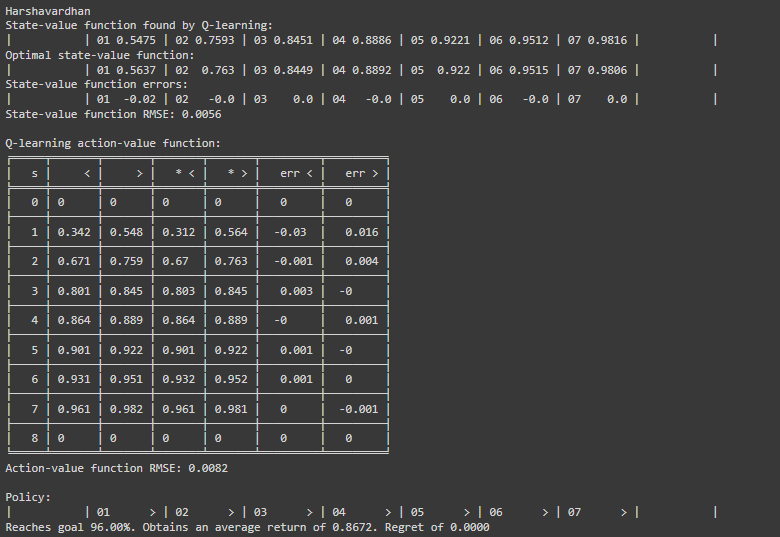 Harshavardhan
State-value function found by Q-learning:
|          | 01 0.5475 | 02 0.7593 | 03 0.8451 | 04 0.8886 | 05 0.9221 | 06 0.9512 | 07 0.9816 |           |
Optimal state-value function:
|          | 01 0.5637 | 02  0.763 | 03 0.8449 | 04 0.8892 | 05  0.922 | 06 0.9515 | 07 0.9806 |           |
State-value function errors:
|          | 01  -0.02 | 02   -0.0 | 03    0.0 | 04   -0.0 | 05    0.0 | 06   -0.0 | 07    0.0 |           |
State-value function RMSE: 0.0056
Q-learning action-value function:
| s | < | > | * < | * > | err < | err > |
| 0 | 0 | 0 | 0 | 0 | 0 | 0 |
| 1 | 0.342 | 0.548 | 0.312 | 0.564 | -0.03 | 0.016 |
| 2 | 0.671 | 0.759 | 0.67 | 0.763 | -0.001 | 0.004 |
| 3 | 0.801 | 0.845 | 0.803 | 0.845 | 0.003 | -0 |
| 4 | 0.864 | 0.889 | 0.864 | 0.889 | -0 | 0.001 |
| 5 | 0.901 | 0.922 | 0.901 | 0.922 | 0.001 | -0 |
| 6 | 0.931 | 0.951 | 0.932 | 0.952 | 0.001 | 0 |
| 7 | 0.961 | 0.982 | 0.961 | 0.981 | 0 | -0.001 |
| 8 | 0 | 0 | 0 | 0 | 0 | 0 |
Action-value function RMSE: 0.0082
Policy:
|          | 01      > | 02      > | 03      > | 04      > | 05      > | 06      > | 07      > |           |
Reaches goal 96.00%. Obtains an average return of 0.8672. Regret of 0.0000